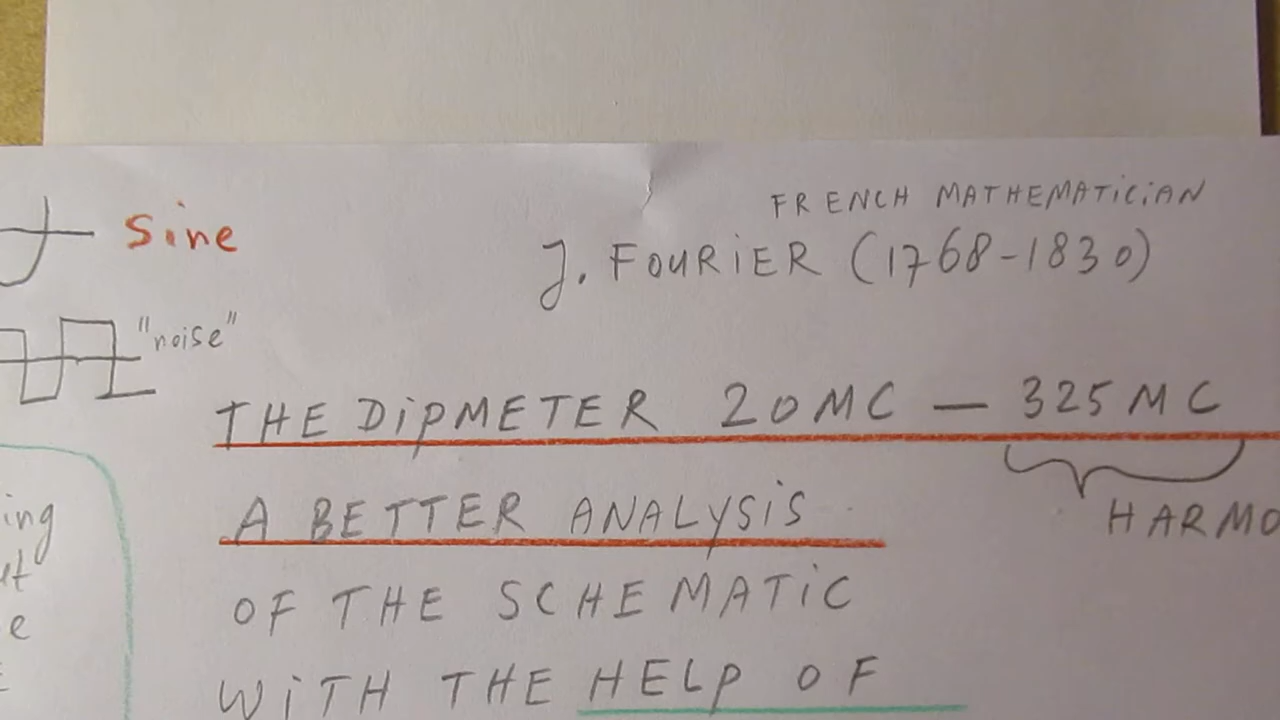 FRENCH MATHEMATICIAN
J. FOURIER (1768-1830)
Sine
"noise"
THE DIPMETER 20MC — 325MC
HARMO
A BETTER ANALYSIS
OF THE SCHEMATIC
WITH THE HELP OF
ing
e